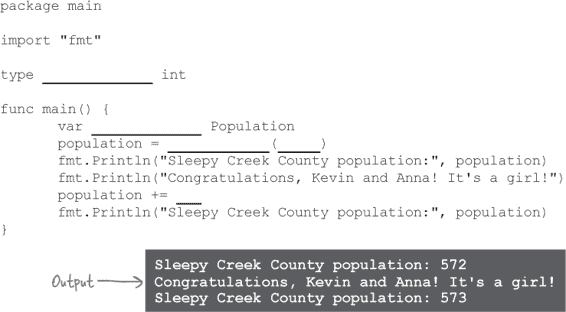 package main
import "fmt"
type ____________ int
func main() {
var ____________ Population
population = ___________(____)
fmt.Println("Sleepy Creek County population:", population)
fmt.Println("Congratulations, Kevin and Anna! It's a girl!")
population += ___
fmt.Println("Sleepy Creek County population:", population)
}
Output
Sleepy Creek County population: 572
Congratulations, Kevin and Anna! It's a girl!
Sleepy Creek County population: 573